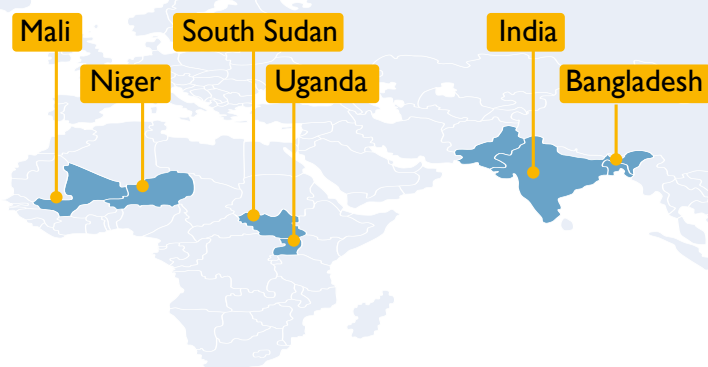 Mali
South Sudan
India
Niger
Uganda
Bangladesh